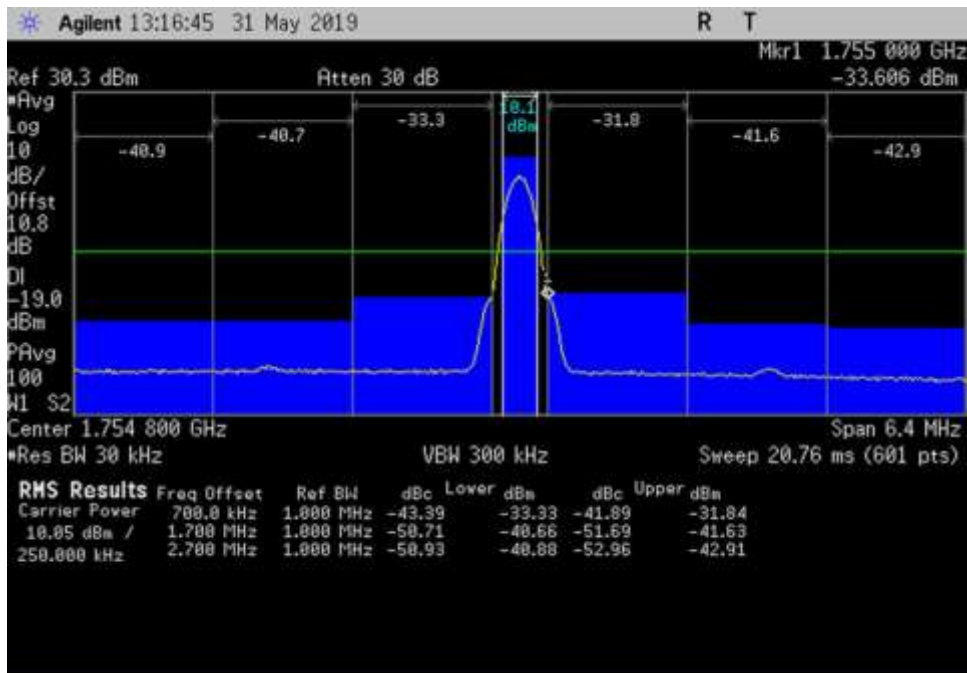 Agilent 13:16:45 31 May 2019 R T
Mkr1 1.755 000 GHz
Ref 30.3 dBm Atten 30 dB -33.606 dBm
#Avg
Log
10
dB/
Offst
10.8
dB
DI
-19.0
dBm
PAvg
100
W1 S2
10.1
dBm
-33.3 -31.8
-40.7 -41.6
-40.9 -42.9
Center 1.754 800 GHz Span 6.4 MHz
#Res BW 30 kHz VBW 300 kHz Sweep 20.76 ms (601 pts)
RMS Results Freq Offset Ref BW dBc Lower dBm dBc Upper dBm
Carrier Power 700.0 kHz 1.000 MHz -43.39 -33.33 -41.89 -31.84
10.05 dBm / 1.700 MHz 1.000 MHz -50.71 -40.66 -51.69 -41.63
250.000 kHz 2.700 MHz 1.000 MHz -50.93 -40.88 -52.96 -42.91